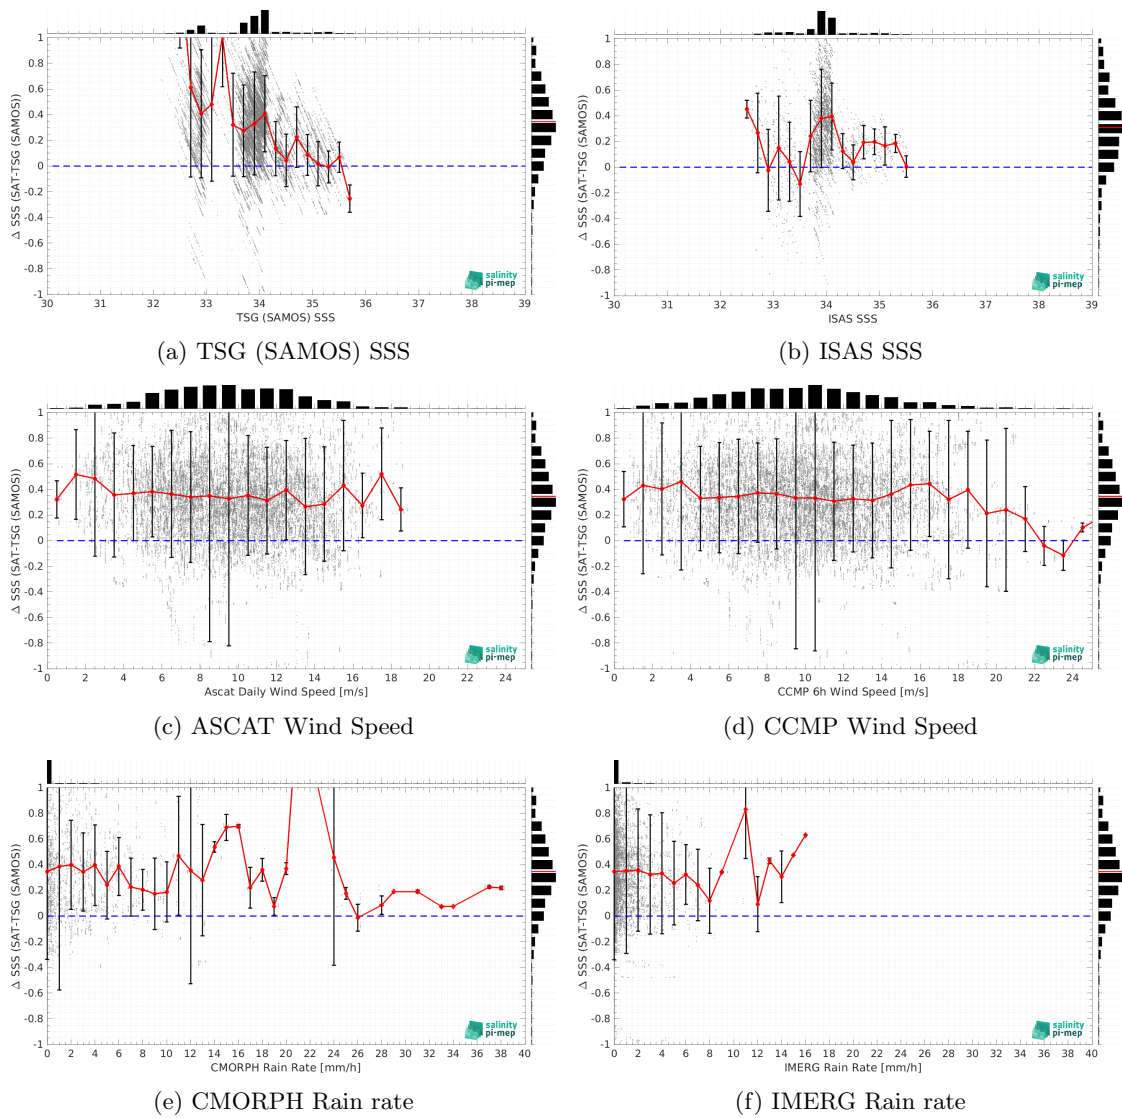 1
0.8
0.6
0.4
0.2
0
-0.2
-0.4
-0.6
-0.8
-1
Δ SSS (SAT-TSG (SAMOS))
30 31 32 33 34 35 36 37 38 39
TSG (SAMOS) SSS
salinity
pi-mep
(a) TSG (SAMOS) SSS
1
0.8
0.6
0.4
0.2
0
-0.2
-0.4
-0.6
-0.8
-1
Δ SSS (SAT-TSG (SAMOS))
30 31 32 33 34 35 36 37 38 39
ISAS SSS
salinity
pi-mep
(b) ISAS SSS
1
0.8
0.6
0.4
0.2
0
-0.2
-0.4
-0.6
-0.8
-1
Δ SSS (SAT-TSG (SAMOS))
0 2 4 6 8 10 12 14 16 18 20 22 24
Ascat Daily Wind Speed [m/s]
salinity
pi-mep
(c) ASCAT Wind Speed
1
0.8
0.6
0.4
0.2
0
-0.2
-0.4
-0.6
-0.8
-1
Δ SSS (SAT-TSG (SAMOS))
0 2 4 6 8 10 12 14 16 18 20 22 24
CCMP 6h Wind Speed [m/s]
salinity
pi-mep
(d) CCMP Wind Speed
1
0.8
0.6
0.4
0.2
0
-0.2
-0.4
-0.6
-0.8
-1
Δ SSS (SAT-TSG (SAMOS))
0 2 4 6 8 10 12 14 16 18 20 22 24 26 28 30 32 34 36 38 40
CMORPH Rain Rate [mm/h]
salinity
pi-mep
(e) CMORPH Rain rate
1
0.8
0.6
0.4
0.2
0
-0.2
-0.4
-0.6
-0.8
-1
Δ SSS (SAT-TSG (SAMOS))
0 2 4 6 8 10 12 14 16 18 20 22 24 26 28 30 32 34 36 38 40
IMERG Rain Rate [mm/h]
salinity
pi-mep
(f) IMERG Rain rate